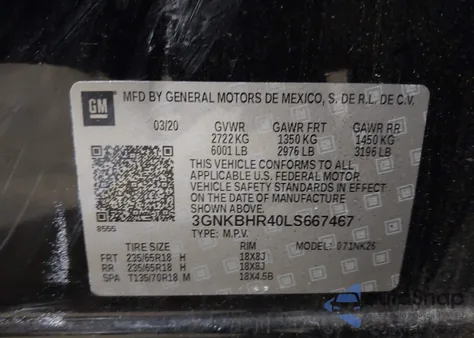 GM
MFD BY GENERAL MOTORS DE MEXICO, S. DE R.L. DE C.V.
03/20 GVWR GAWR FRT GAWR RR
2722 KG 1350 KG 1450 KG
6001 LB 2976 LB 3196 LB
THIS VEHICLE CONFORMS TO ALL
APPLICABLE U.S. FEDERAL MOTOR
VEHICLE SAFETY STANDARDS IN EFFECT
ON THE DATE OF MANUFACTURE
SHOWN ABOVE.
3GNKBHR40LS667467
8555 TYPE: M.P.V. MODEL: 071NK26
TIRE SIZE RIM
FRT 235/65R18 H 18X8J
RR 235/65R18 H 18X8J
SPA T135/70R18 M 18X4.5B